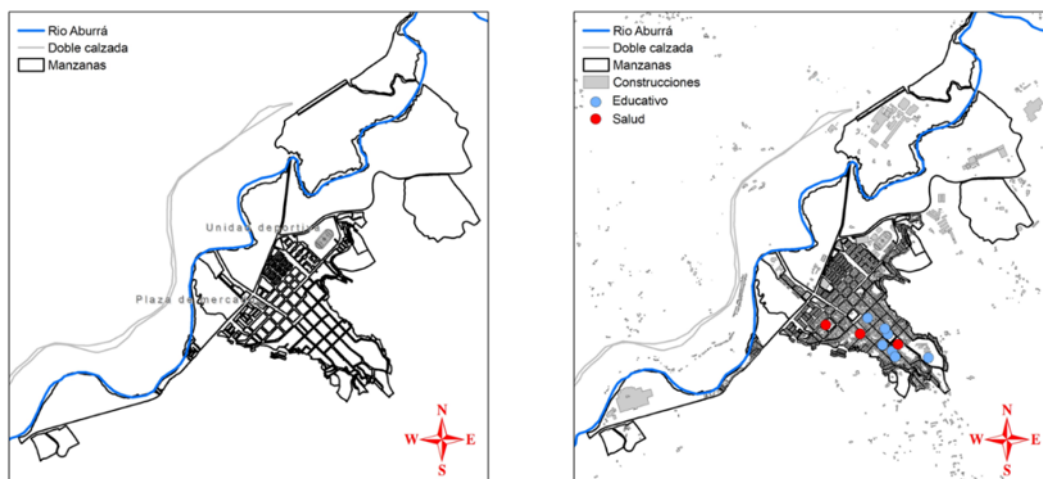 Rio Aburrá
Doble calzada
Manzanas
Unidad deportiva
Plaza de mercado
N
W
E
S
Rio Aburrá
Doble calzada
Manzanas
Construcciones
Educativo
Salud
N
W
E
S